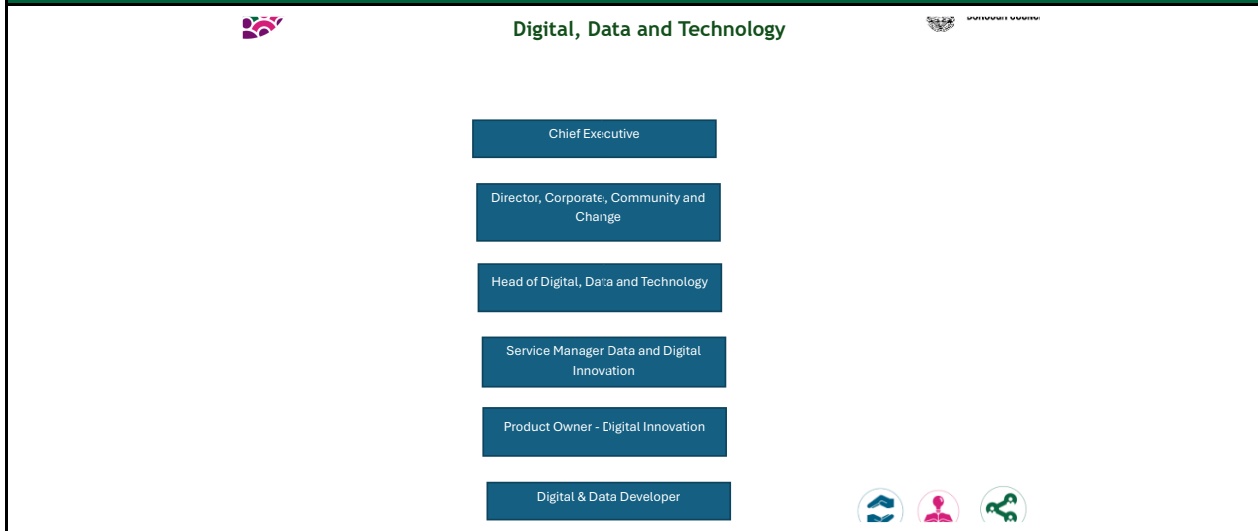 Digital, Data and Technology
Chief Executive
Director, Corporate, Community and
Change
Head of Digital, Data and Technology
Service Manager Data and Digital
Innovation
Product Owner - Digital Innovation
Digital & Data Developer